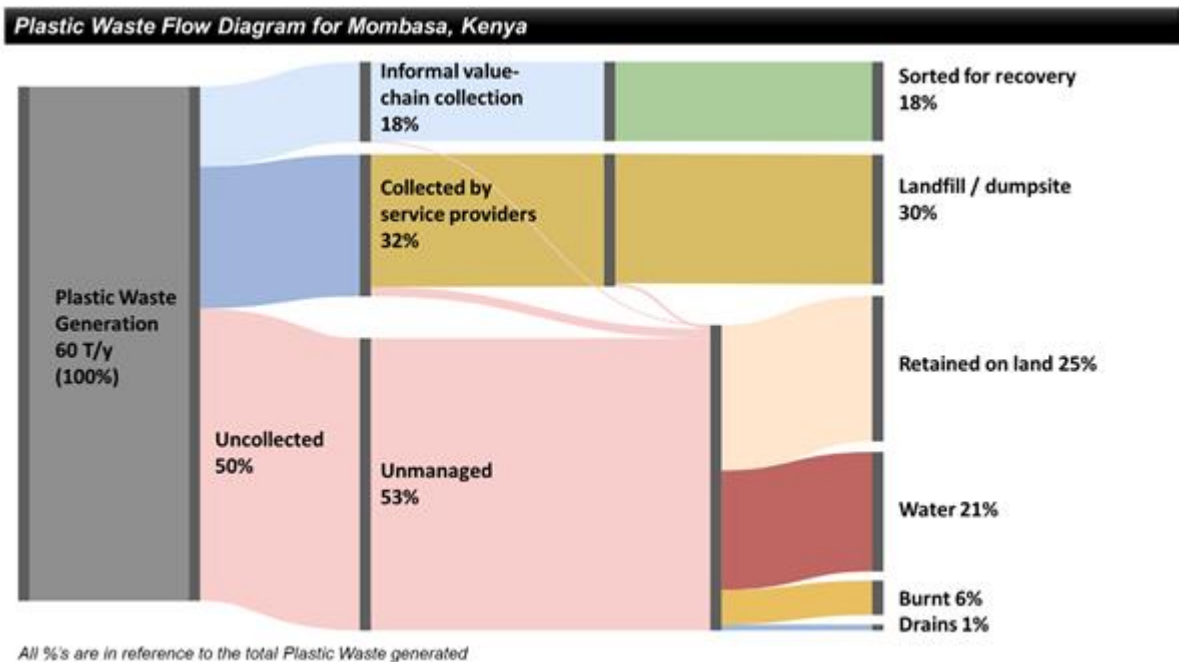 Plastic Waste Flow Diagram for Mombasa, Kenya
Informal value-
chain collection
18%
Sorted for recovery
18%
Collected by
service providers
32%
Landfill / dumpsite
30%
Plastic Waste
Generation
60 T/y
(100%)
Retained on land 25%
Uncollected
50%
Unmanaged
53%
Water 21%
Burnt 6%
Drains 1%
All %'s are in reference to the total Plastic Waste generated